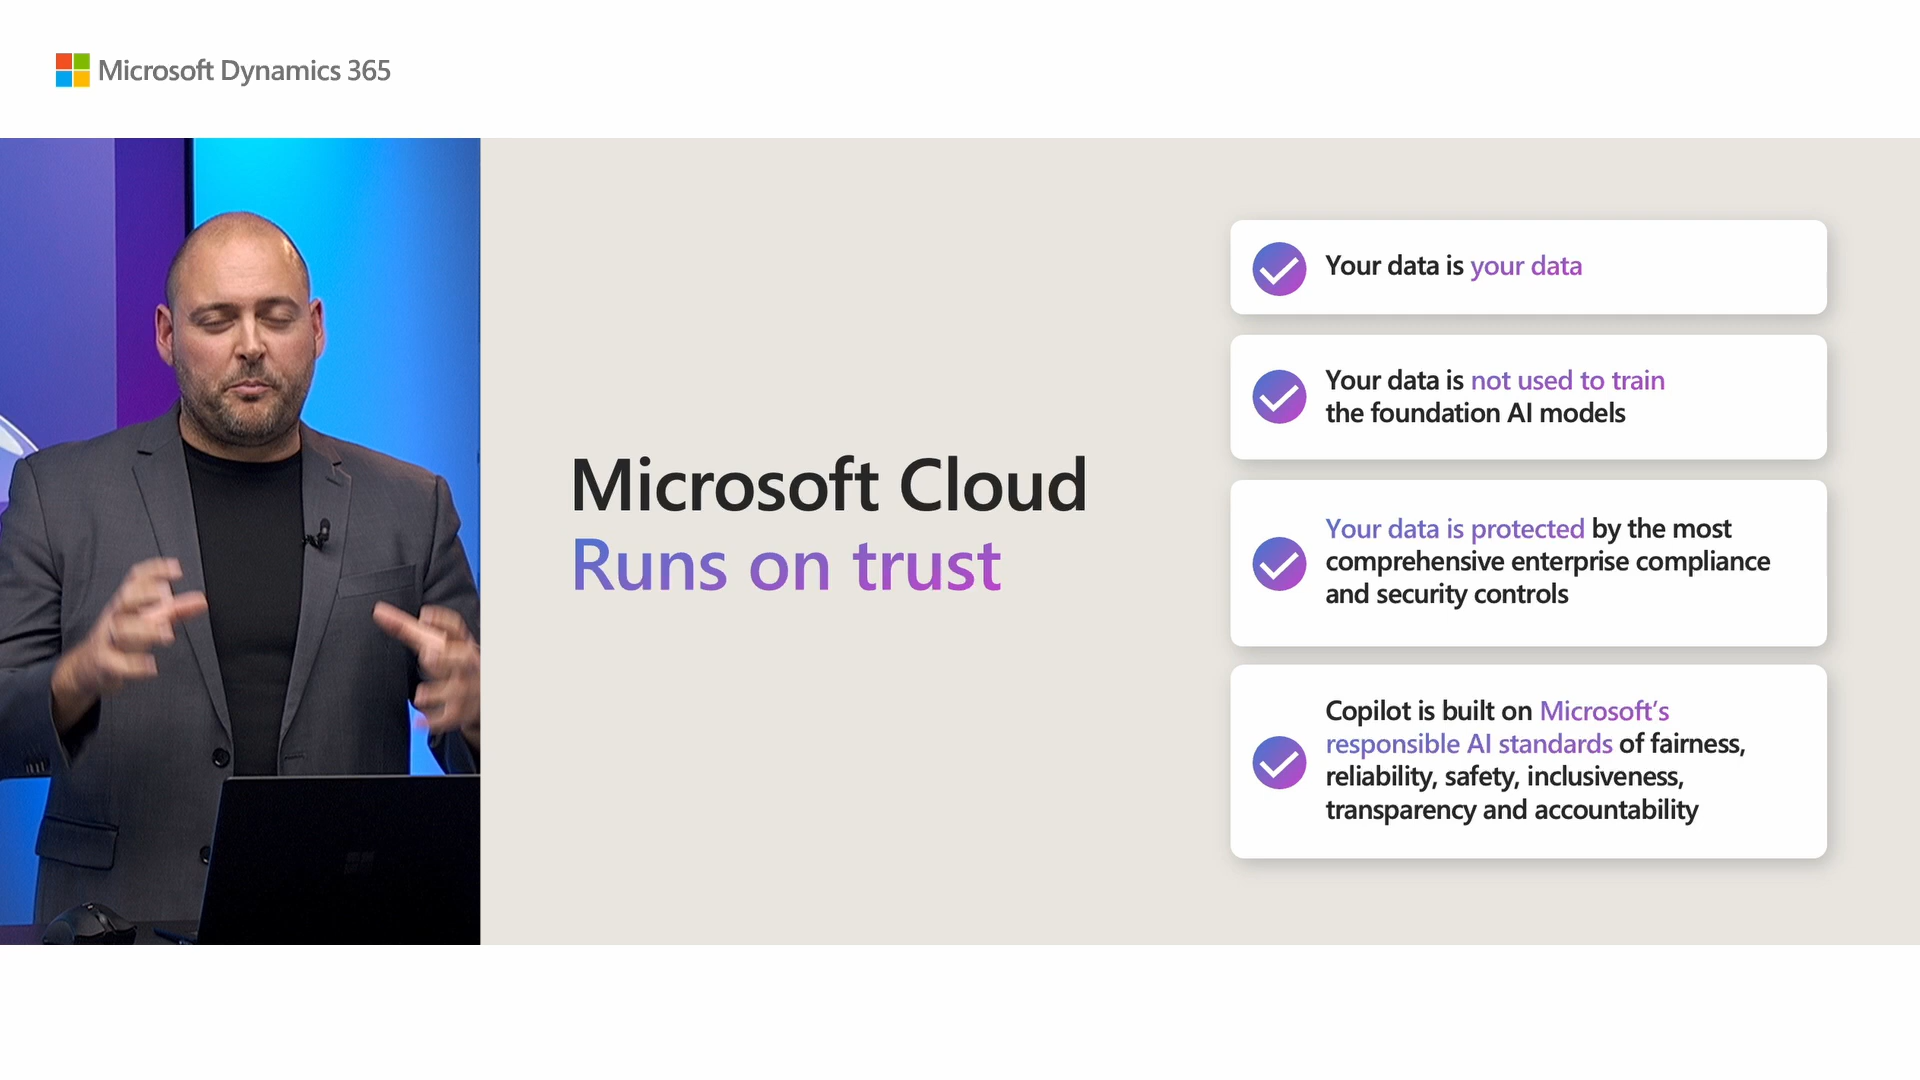 Microsoft Dynamics 365
Microsoft Cloud
Runs on trust
Your data is your data
Your data is not used to train
the foundation AI models
Your data is protected by the most
comprehensive enterprise compliance
and security controls
Copilot is built on Microsoft's
responsible AI standards of fairness,
reliability, safety, inclusiveness,
transparency and accountability